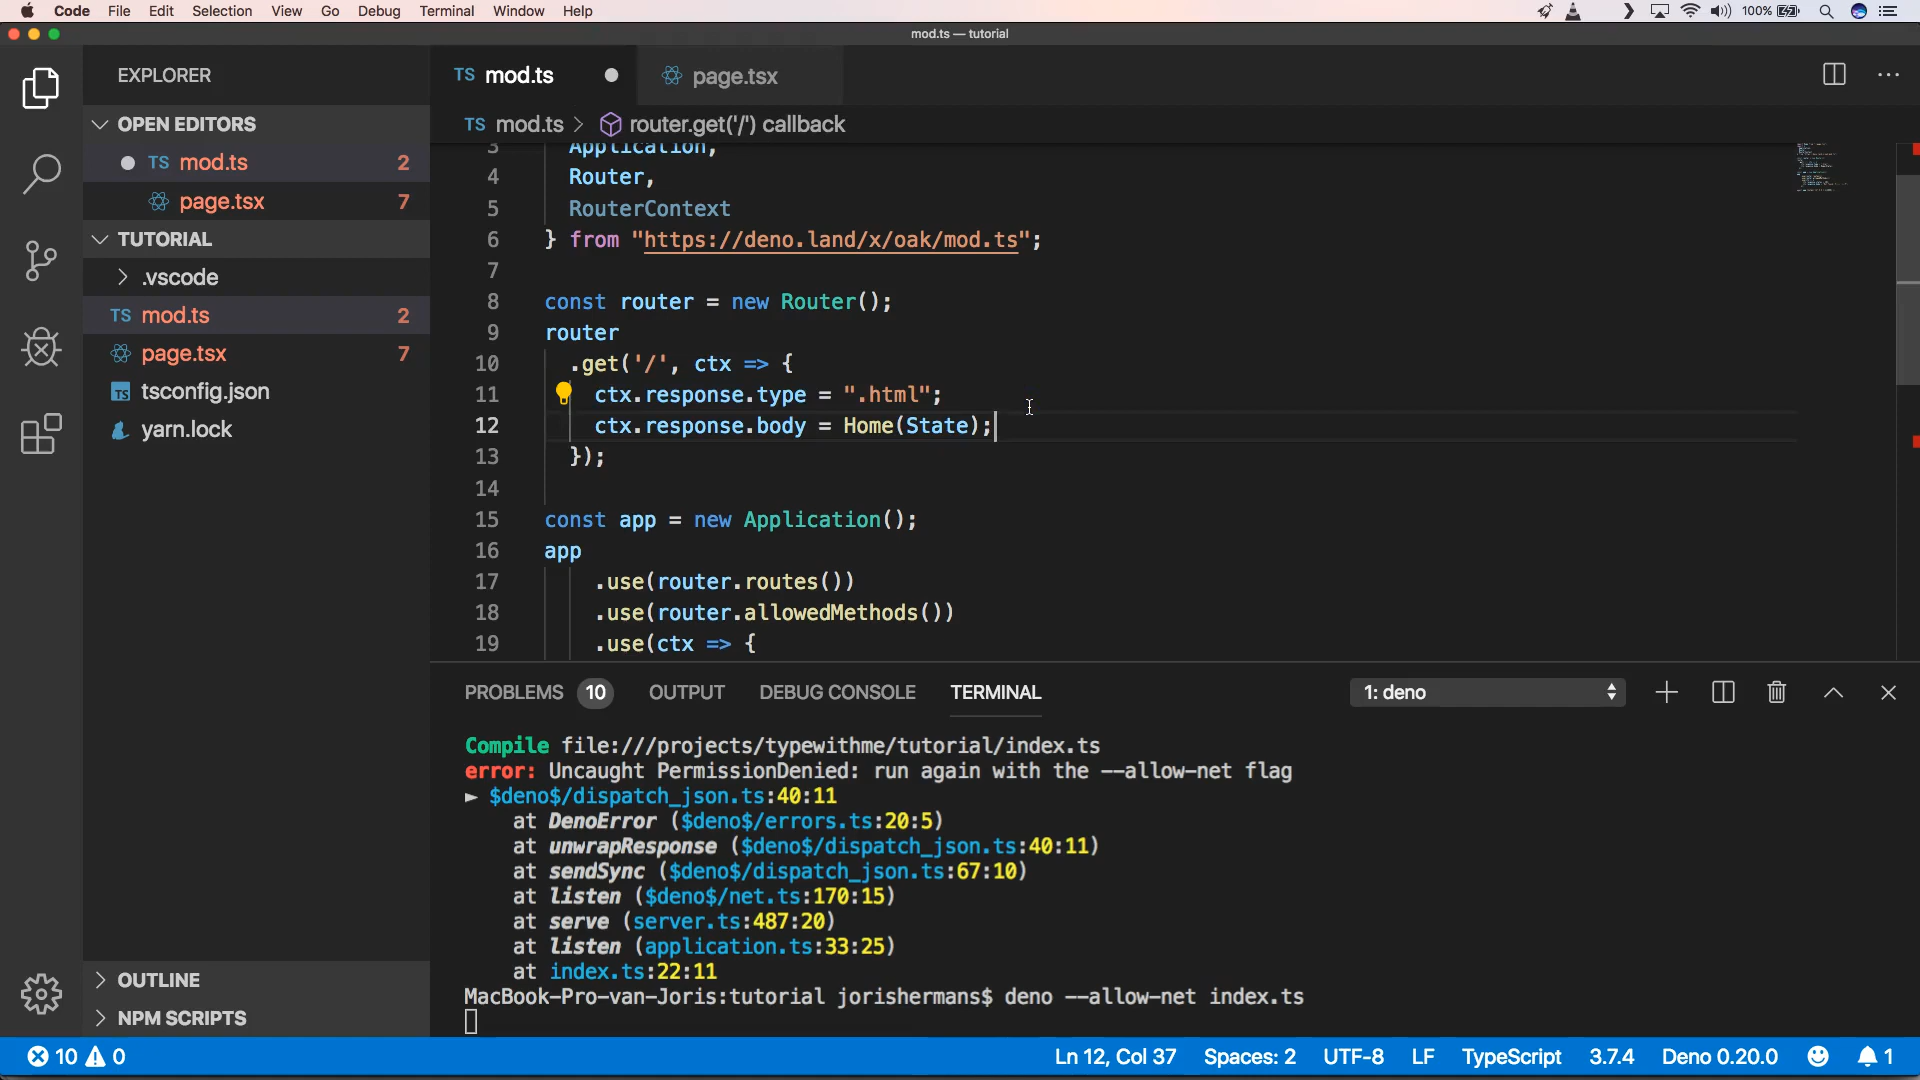 Code File Edit Selection View Go Debug Terminal Window Help 100%
mod.ts — tutorial
EXPLORER
OPEN EDITORS
TS mod.ts 2
page.tsx 7
TUTORIAL
.vscode
TS mod.ts 2
page.tsx 7
TS tsconfig.json
yarn.lock
OUTLINE
NPM SCRIPTS
TS mod.ts
page.tsx
TS mod.ts > router.get('/') callback
3 Application,
4 Router,
5 RouterContext
6 } from "https://deno.land/x/oak/mod.ts";
7
8 const router = new Router();
9 router
10 .get('/', ctx => {
11 ctx.response.type = ".html";
12 ctx.response.body = Home(State);
13 });
14
15 const app = new Application();
16 app
17 .use(router.routes())
18 .use(router.allowedMethods())
19 .use(ctx => {
PROBLEMS 10 OUTPUT DEBUG CONSOLE TERMINAL 1: deno
Compile file:///projects/typewithme/tutorial/index.ts
error: Uncaught PermissionDenied: run again with the --allow-net flag
► $deno$/dispatch_json.ts:40:11
at DenoError ($deno$/errors.ts:20:5)
at unwrapResponse ($deno$/dispatch_json.ts:40:11)
at sendSync ($deno$/dispatch_json.ts:67:10)
at listen ($deno$/net.ts:170:15)
at serve (server.ts:487:20)
at listen (application.ts:33:25)
at index.ts:22:11
MacBook-Pro-van-Joris:tutorial jorishermans$ deno --allow-net index.ts
10 0 Ln 12, Col 37 Spaces: 2 UTF-8 LF TypeScript 3.7.4 Deno 0.20.0 1